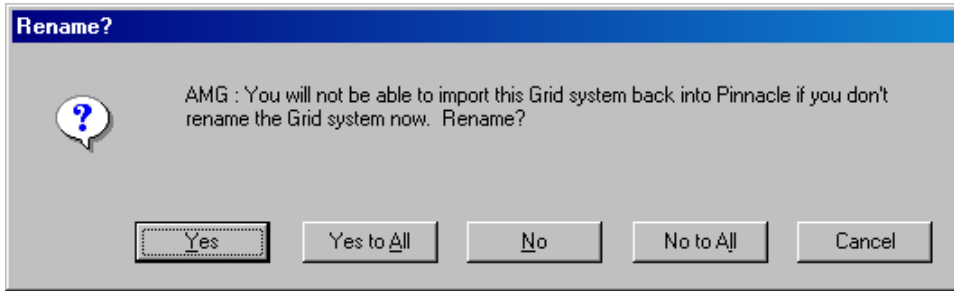 Rename?
AMG : You will not be able to import this Grid system back into Pinnacle if you don't
rename the Grid system now.  Rename?
Yes
Yes to All
No
No to All
Cancel